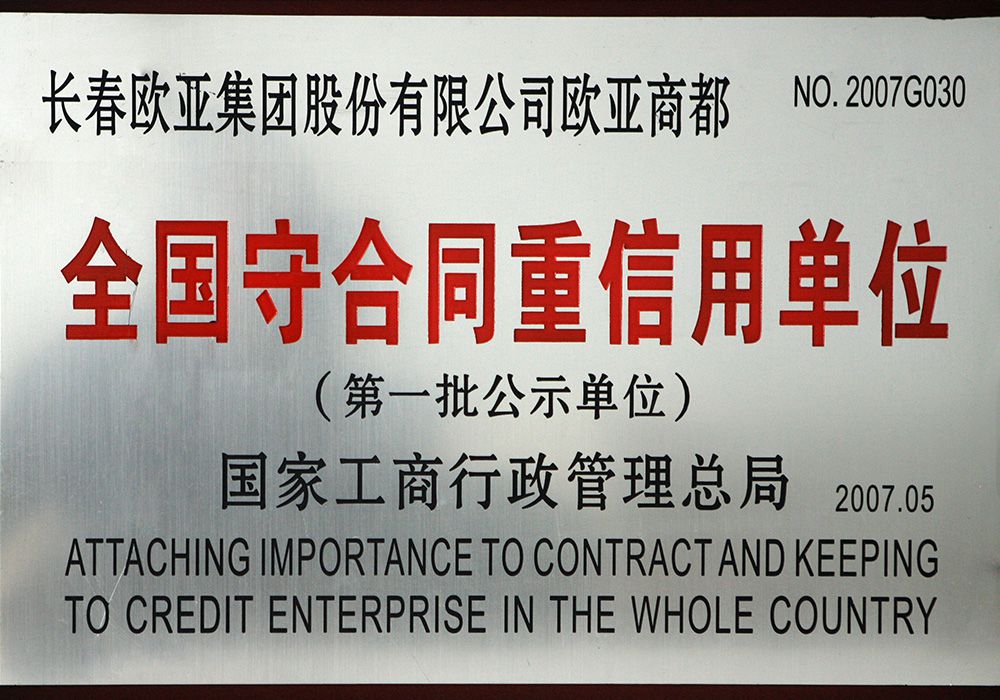 长春欧亚集团股份有限公司欧亚商都 NO. 2007G030
全国守合同重信用单位
（第一批公示单位）
国家工商行政管理总局 2007.05
ATTACHING IMPORTANCE TO CONTRACT AND KEEPING
TO CREDIT ENTERPRISE IN THE WHOLE COUNTRY